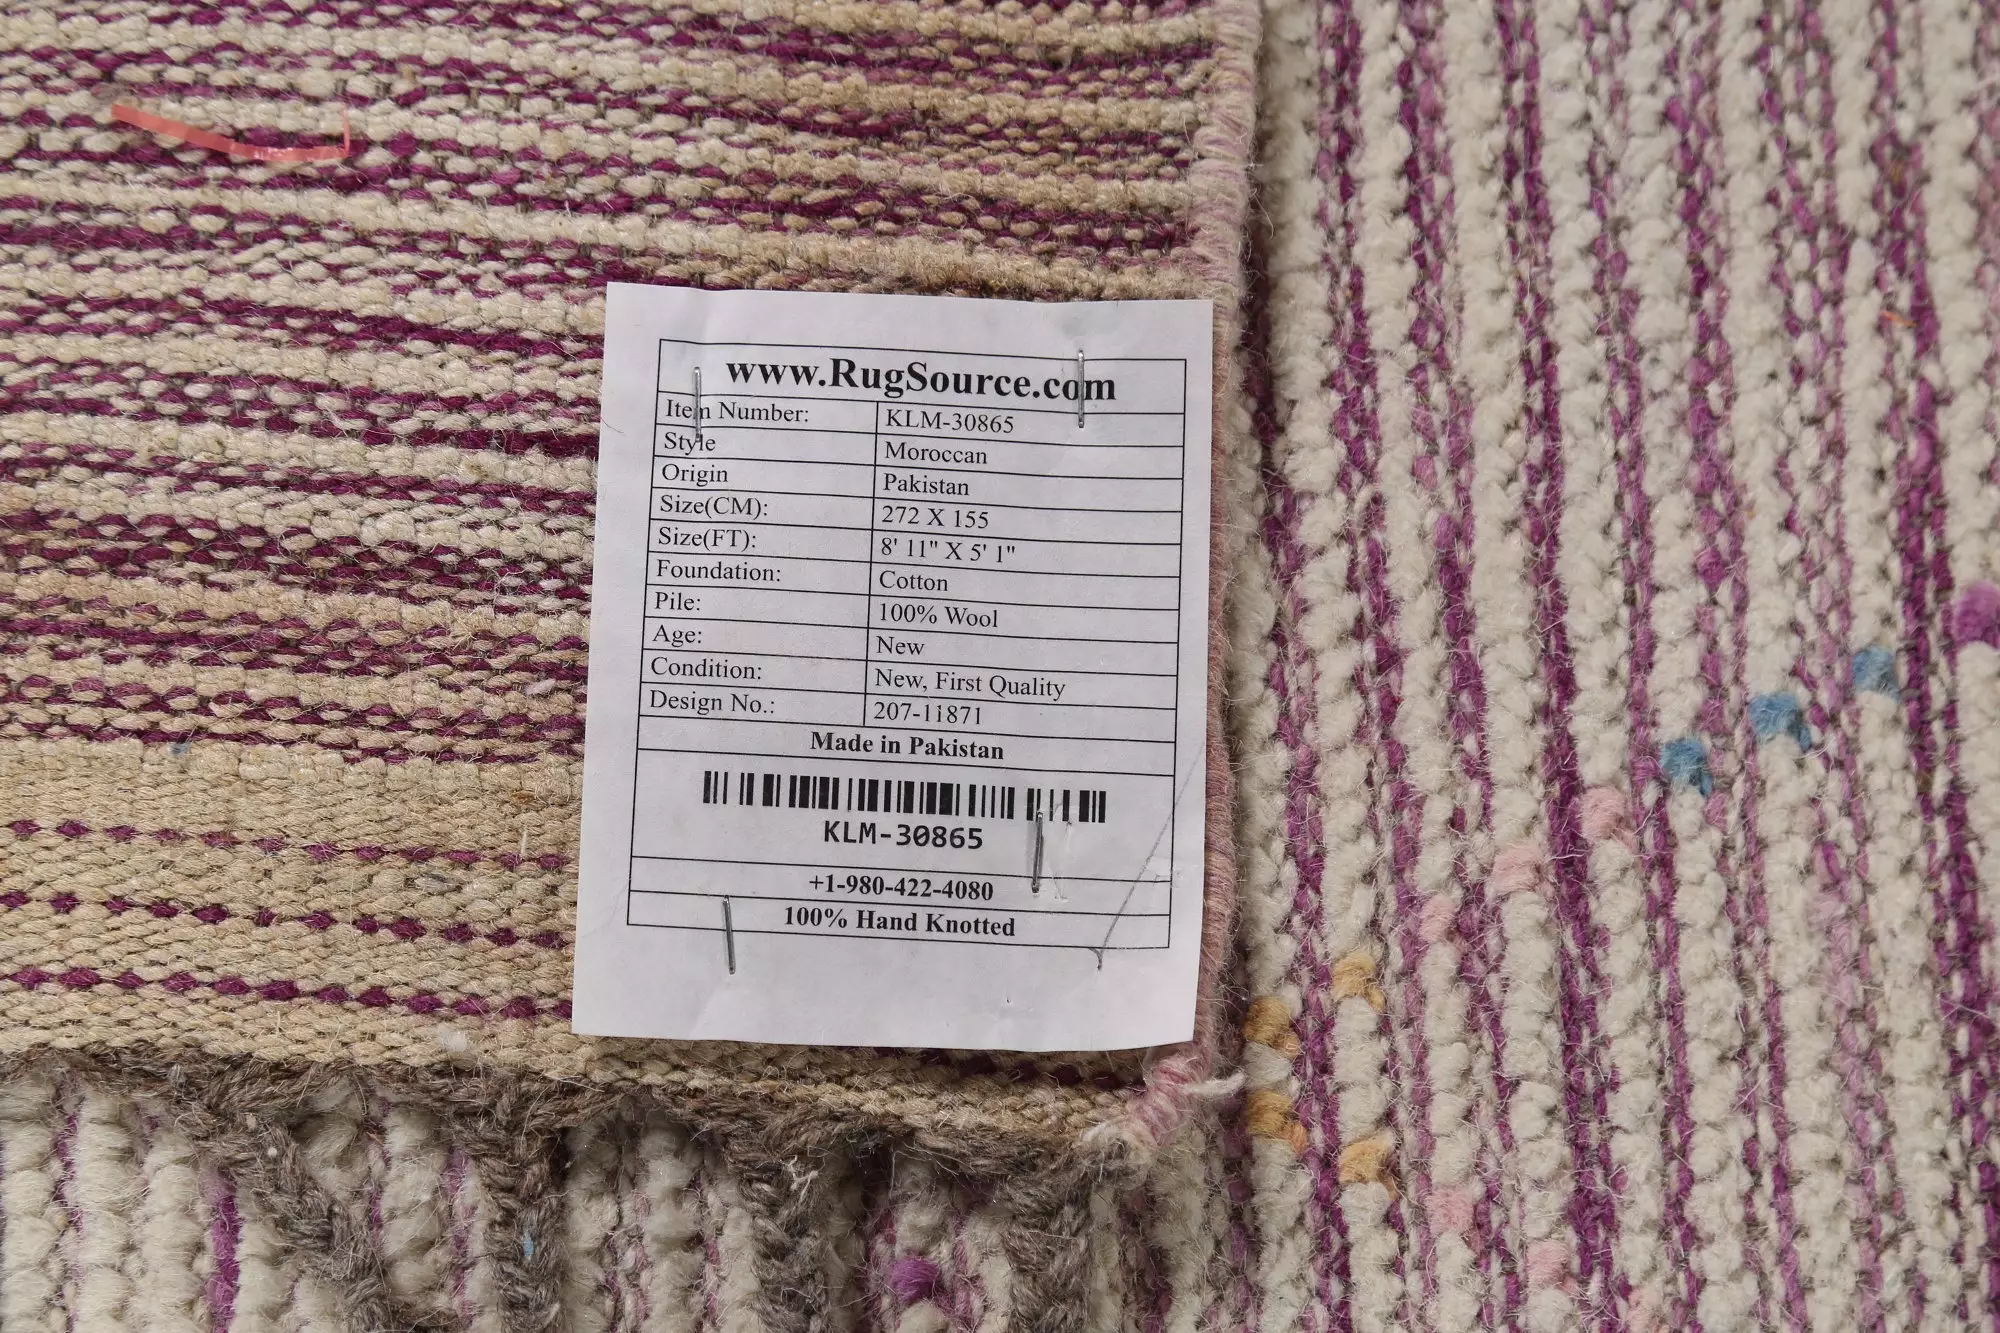 www.RugSource.com
Item Number: KLM-30865
Style Moroccan
Origin Pakistan
Size(CM): 272 X 155
Size(FT): 8' 11" X 5' 1"
Foundation: Cotton
Pile: 100% Wool
Age: New
Condition: New, First Quality
Design No.: 207-11871
Made in Pakistan
KLM-30865
+1-980-422-4080
100% Hand Knotted